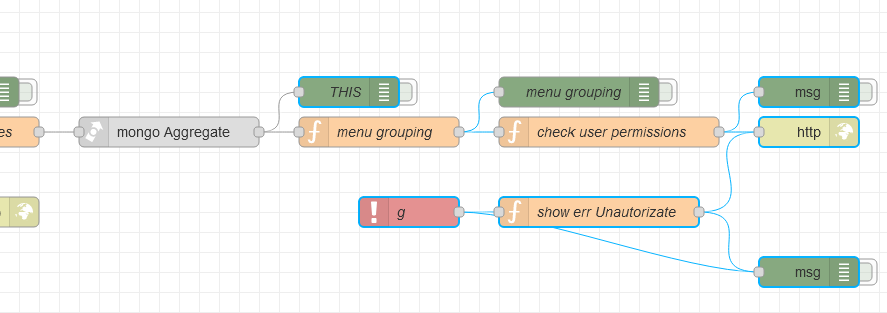 THIS
menu grouping
msg
es
mongo Aggregate
menu grouping
check user permissions
http
g
show err Unautorizate
msg